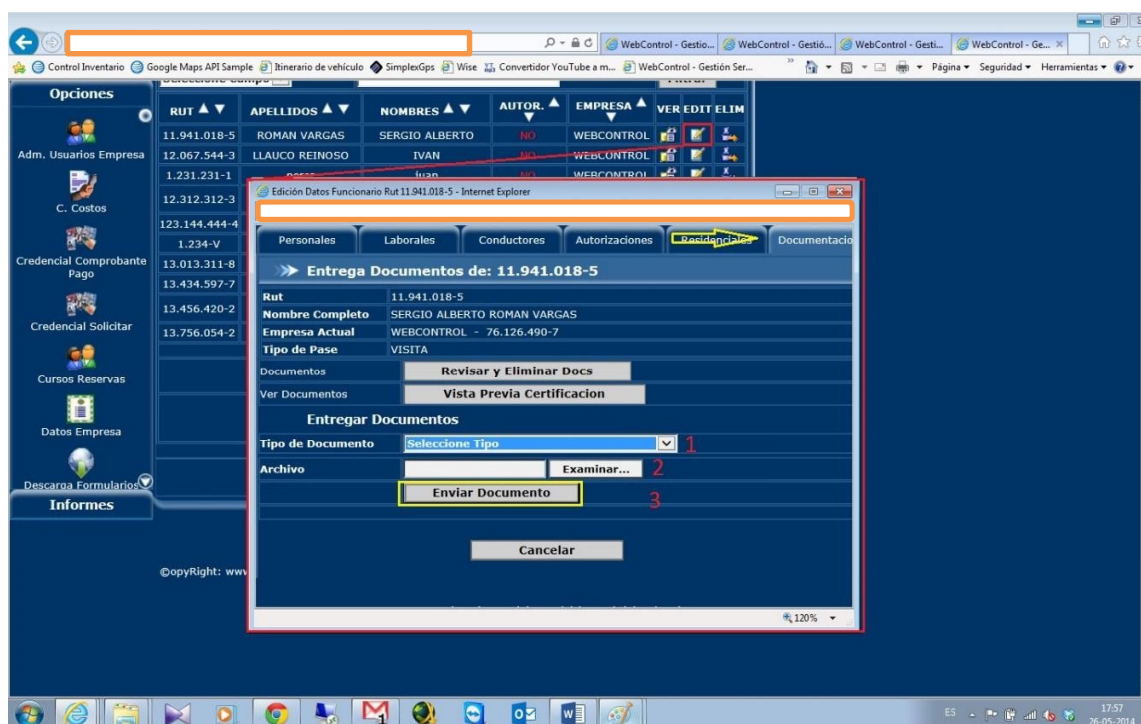 WebControl - Gestio...
WebControl - Gestió...
WebControl - Gesti...
WebControl - Ge...
Control Inventario
Google Maps API Sample
Itinerario de vehículo
SimplexGps
Wise
Convertidor YouTube a m...
WebControl - Gestión Ser...
Página
Seguridad
Herramientas
Opciones
RUT APELLIDOS NOMBRES AUTOR. EMPRESA VER EDIT ELIM
11.941.018-5 ROMAN VARGAS SERGIO ALBERTO NO WEBCONTROL
Adm. Usuarios Empresa
12.067.544-3 LLAUCO REINOSO IVAN NO WEBCONTROL
1.231.231-1 perez juan NO WEBCONTROL
12.312.312-3
C. Costos
123.144.444-4
1.234-V
Credencial Comprobante
Pago
13.013.311-8
13.434.597-7
13.456.420-2
Credencial Solicitar
13.756.054-2
Cursos Reservas
Datos Empresa
Descarga Formularios
Informes
©opyRight: www
Edición Datos Funcionario Rut 11.941.018-5 - Internet Explorer
Personales Laborales Conductores Autorizaciones Residenciales Documentacio
Entrega Documentos de: 11.941.018-5
Rut 11.941.018-5
Nombre Completo SERGIO ALBERTO ROMAN VARGAS
Empresa Actual WEBCONTROL - 76.126.490-7
Tipo de Pase VISITA
Documentos Revisar y Eliminar Docs
Ver Documentos Vista Previa Certificacion
Entregar Documentos
Tipo de Documento Seleccione Tipo 1
Archivo Examinar... 2
Enviar Documento 3
Cancelar
120%
ES 17:57
26-05-2014